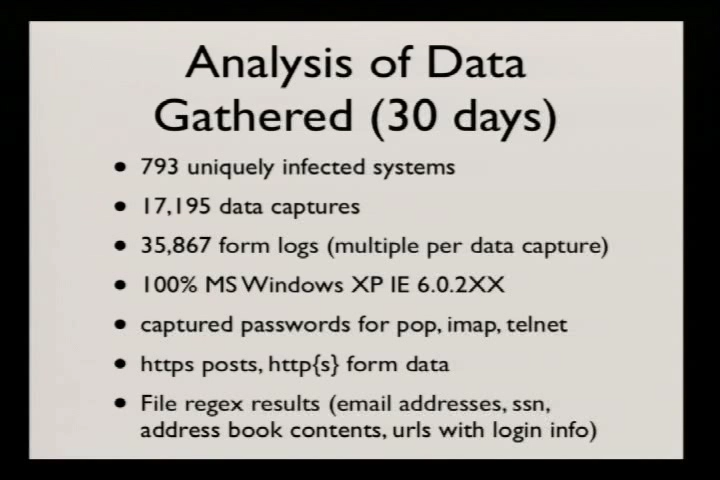 Analysis of Data
Gathered (30 days)
• 793 uniquely infected systems
• 17,195 data captures
• 35,867 form logs (multiple per data capture)
• 100% MS Windows XP IE 6.0.2XX
• captured passwords for pop, imap, telnet
• https posts, http{s} form data
• File regex results (email addresses, ssn,
address book contents, urls with login info)